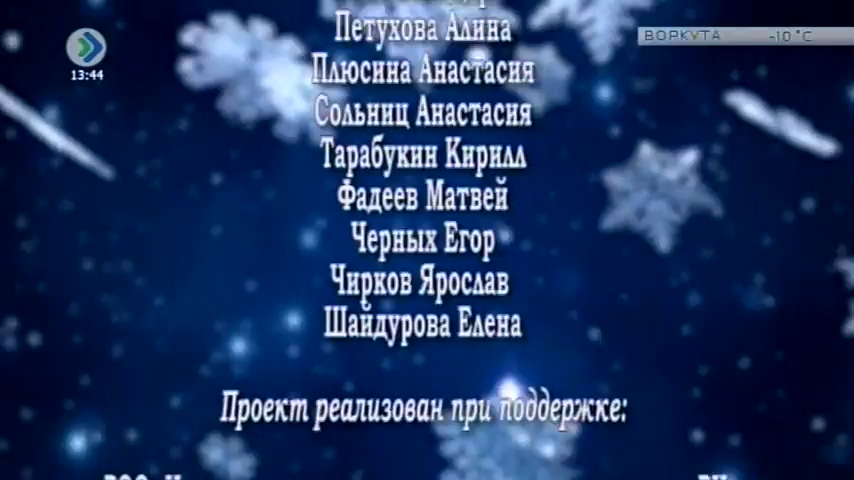 Петухова Алина
ВОРКУТА -10 °C
Плюсина Анастасия
13:44
Сольниц Анастасия
Тарабукин Кирилл
Фадеев Матвей
Черных Егор
Чирков Ярослав
Шайдурова Елена
Проект реализован при поддержке: